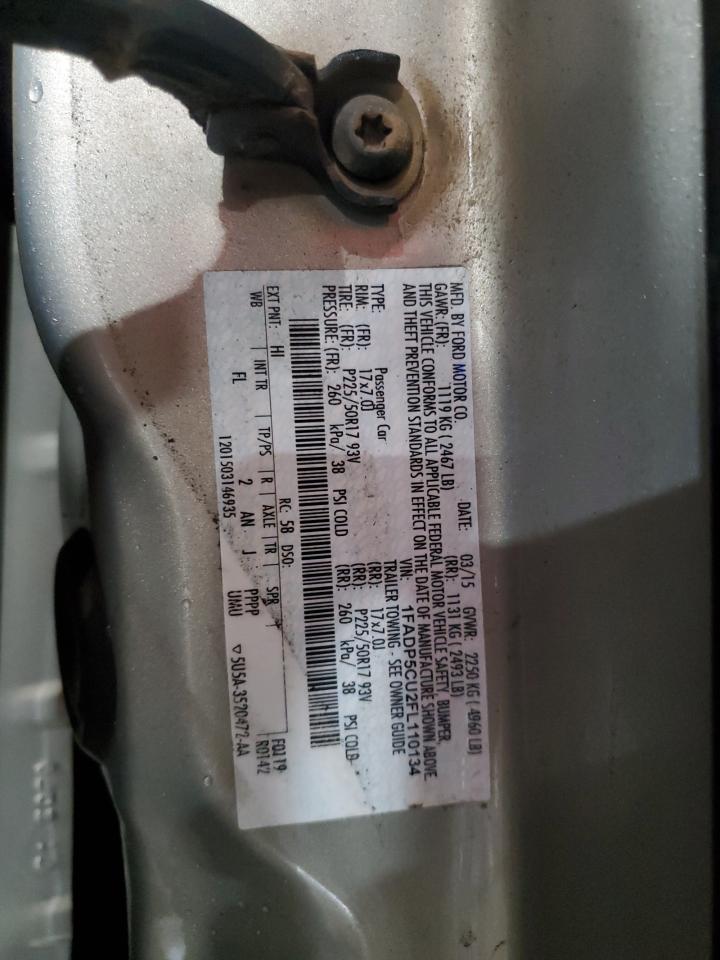 MFD. BY FORD MOTOR CO.
DATE: 03/15 GVWR: 2250 KG ( 4960 LB)
GAWR: (FR): 1119 KG ( 2467 LB) (RR): 1131 KG ( 2493 LB)
THIS VEHICLE CONFORMS TO ALL APPLICABLE FEDERAL MOTOR VEHICLE SAFETY, BUMPER,
AND THEFT PREVENTION STANDARDS IN EFFECT ON THE DATE OF MANUFACTURE SHOWN ABOVE.
VIN: 1FADP5CU2FL110134
TYPE: Passenger Car TRAILER TOWING - SEE OWNER GUIDE
RIM: (FR): 17x7.0J (RR): 17x7.0J
TIRE: (FR): P225/50R17 93V (RR): P225/50R17 93V
PRESSURE: (FR): 260 kPa/ 38 PSI COLD (RR): 260 kPa/ 38 PSI COLD
RC: 58 DSO: F0119
EXT PNT: HI R0142
WB INT TR TP/PS R AXLE TR SPR PPPP
FL 2 AN J UMU
1201503146935 5U5A-3520472-AA